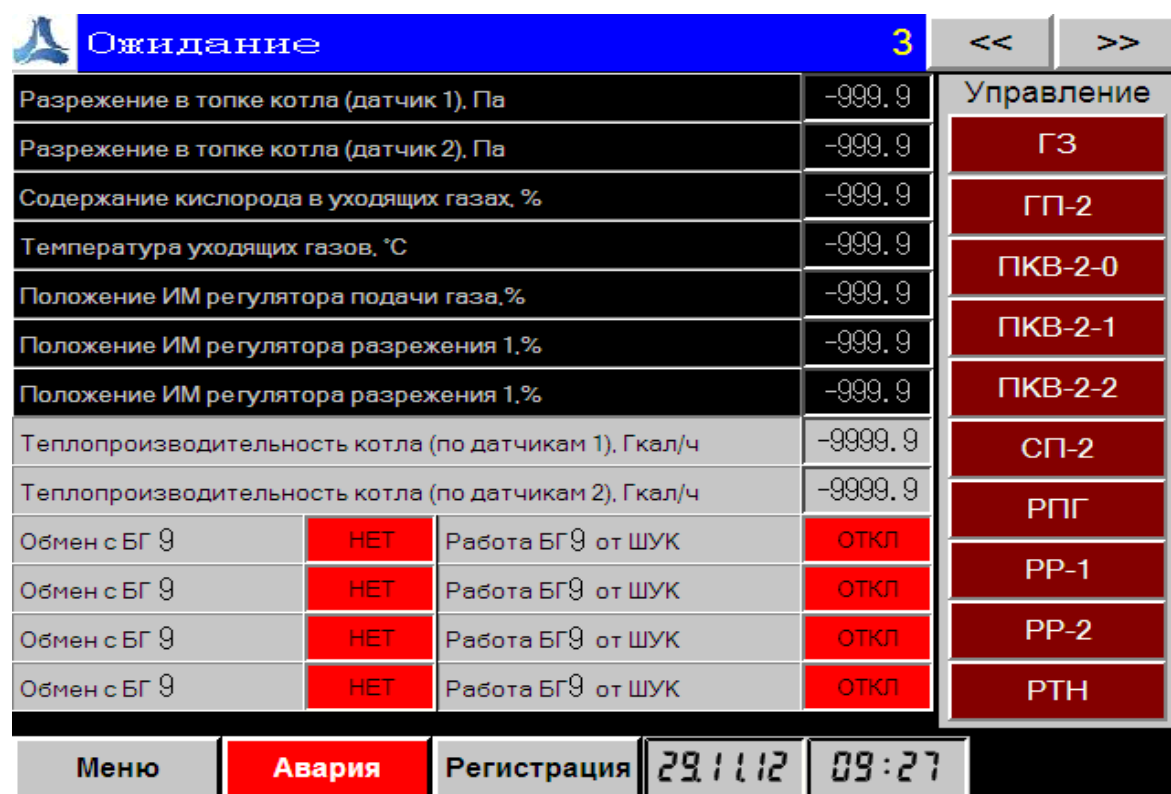 Ожидание 3 << >>
Разрежение в топке котла (датчик 1), Па -999.9
Разрежение в топке котла (датчик 2), Па -999.9
Содержание кислорода в уходящих газах, % -999.9
Температура уходящих газов, °С -999.9
Положение ИМ регулятора подачи газа,% -999.9
Положение ИМ регулятора разрежения 1,% -999.9
Положение ИМ регулятора разрежения 1,% -999.9
Теплопроизводительность котла (по датчикам 1), Гкал/ч -9999.9
Теплопроизводительность котла (по датчикам 2), Гкал/ч -9999.9
Обмен с БГ 9 НЕТ Работа БГ9 от ШУК ОТКЛ
Обмен с БГ 9 НЕТ Работа БГ9 от ШУК ОТКЛ
Обмен с БГ 9 НЕТ Работа БГ9 от ШУК ОТКЛ
Обмен с БГ 9 НЕТ Работа БГ9 от ШУК ОТКЛ
Управление
ГЗ
ГП-2
ПКВ-2-0
ПКВ-2-1
ПКВ-2-2
СП-2
РПГ
РР-1
РР-2
РТН
Меню Авария Регистрация 29.11.12 09:27